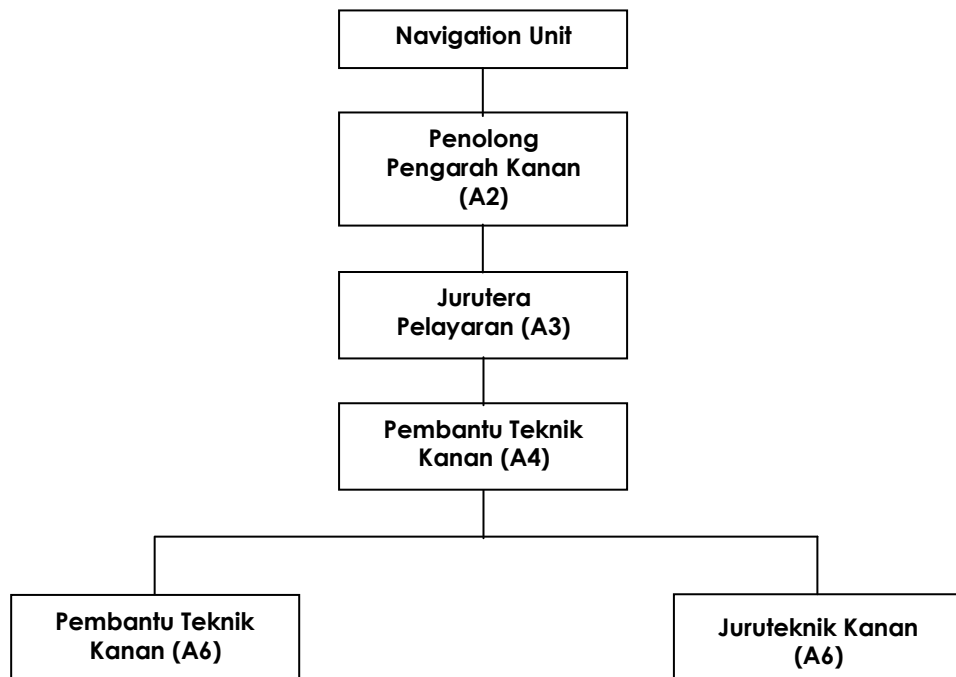 Navigation Unit
Penolong
Pengarah Kanan
(A2)
Jurutera
Pelayaran (A3)
Pembantu Teknik
Kanan (A4)
Pembantu Teknik
Kanan (A6)
Juruteknik Kanan
(A6)